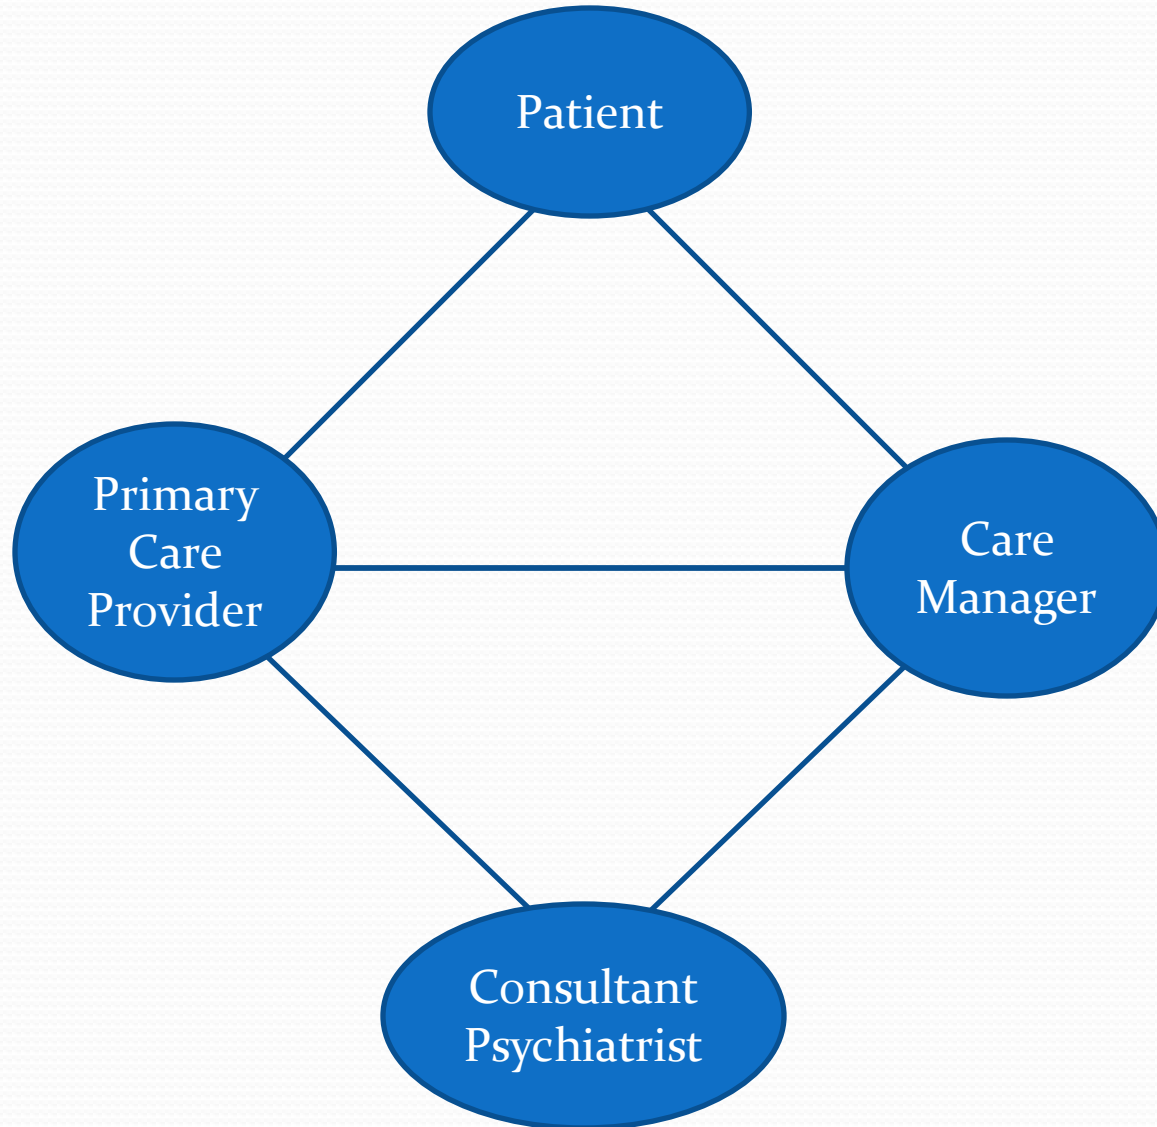 Patient
Primary
Care
Provider
Care
Manager
Consultant
Psychiatrist